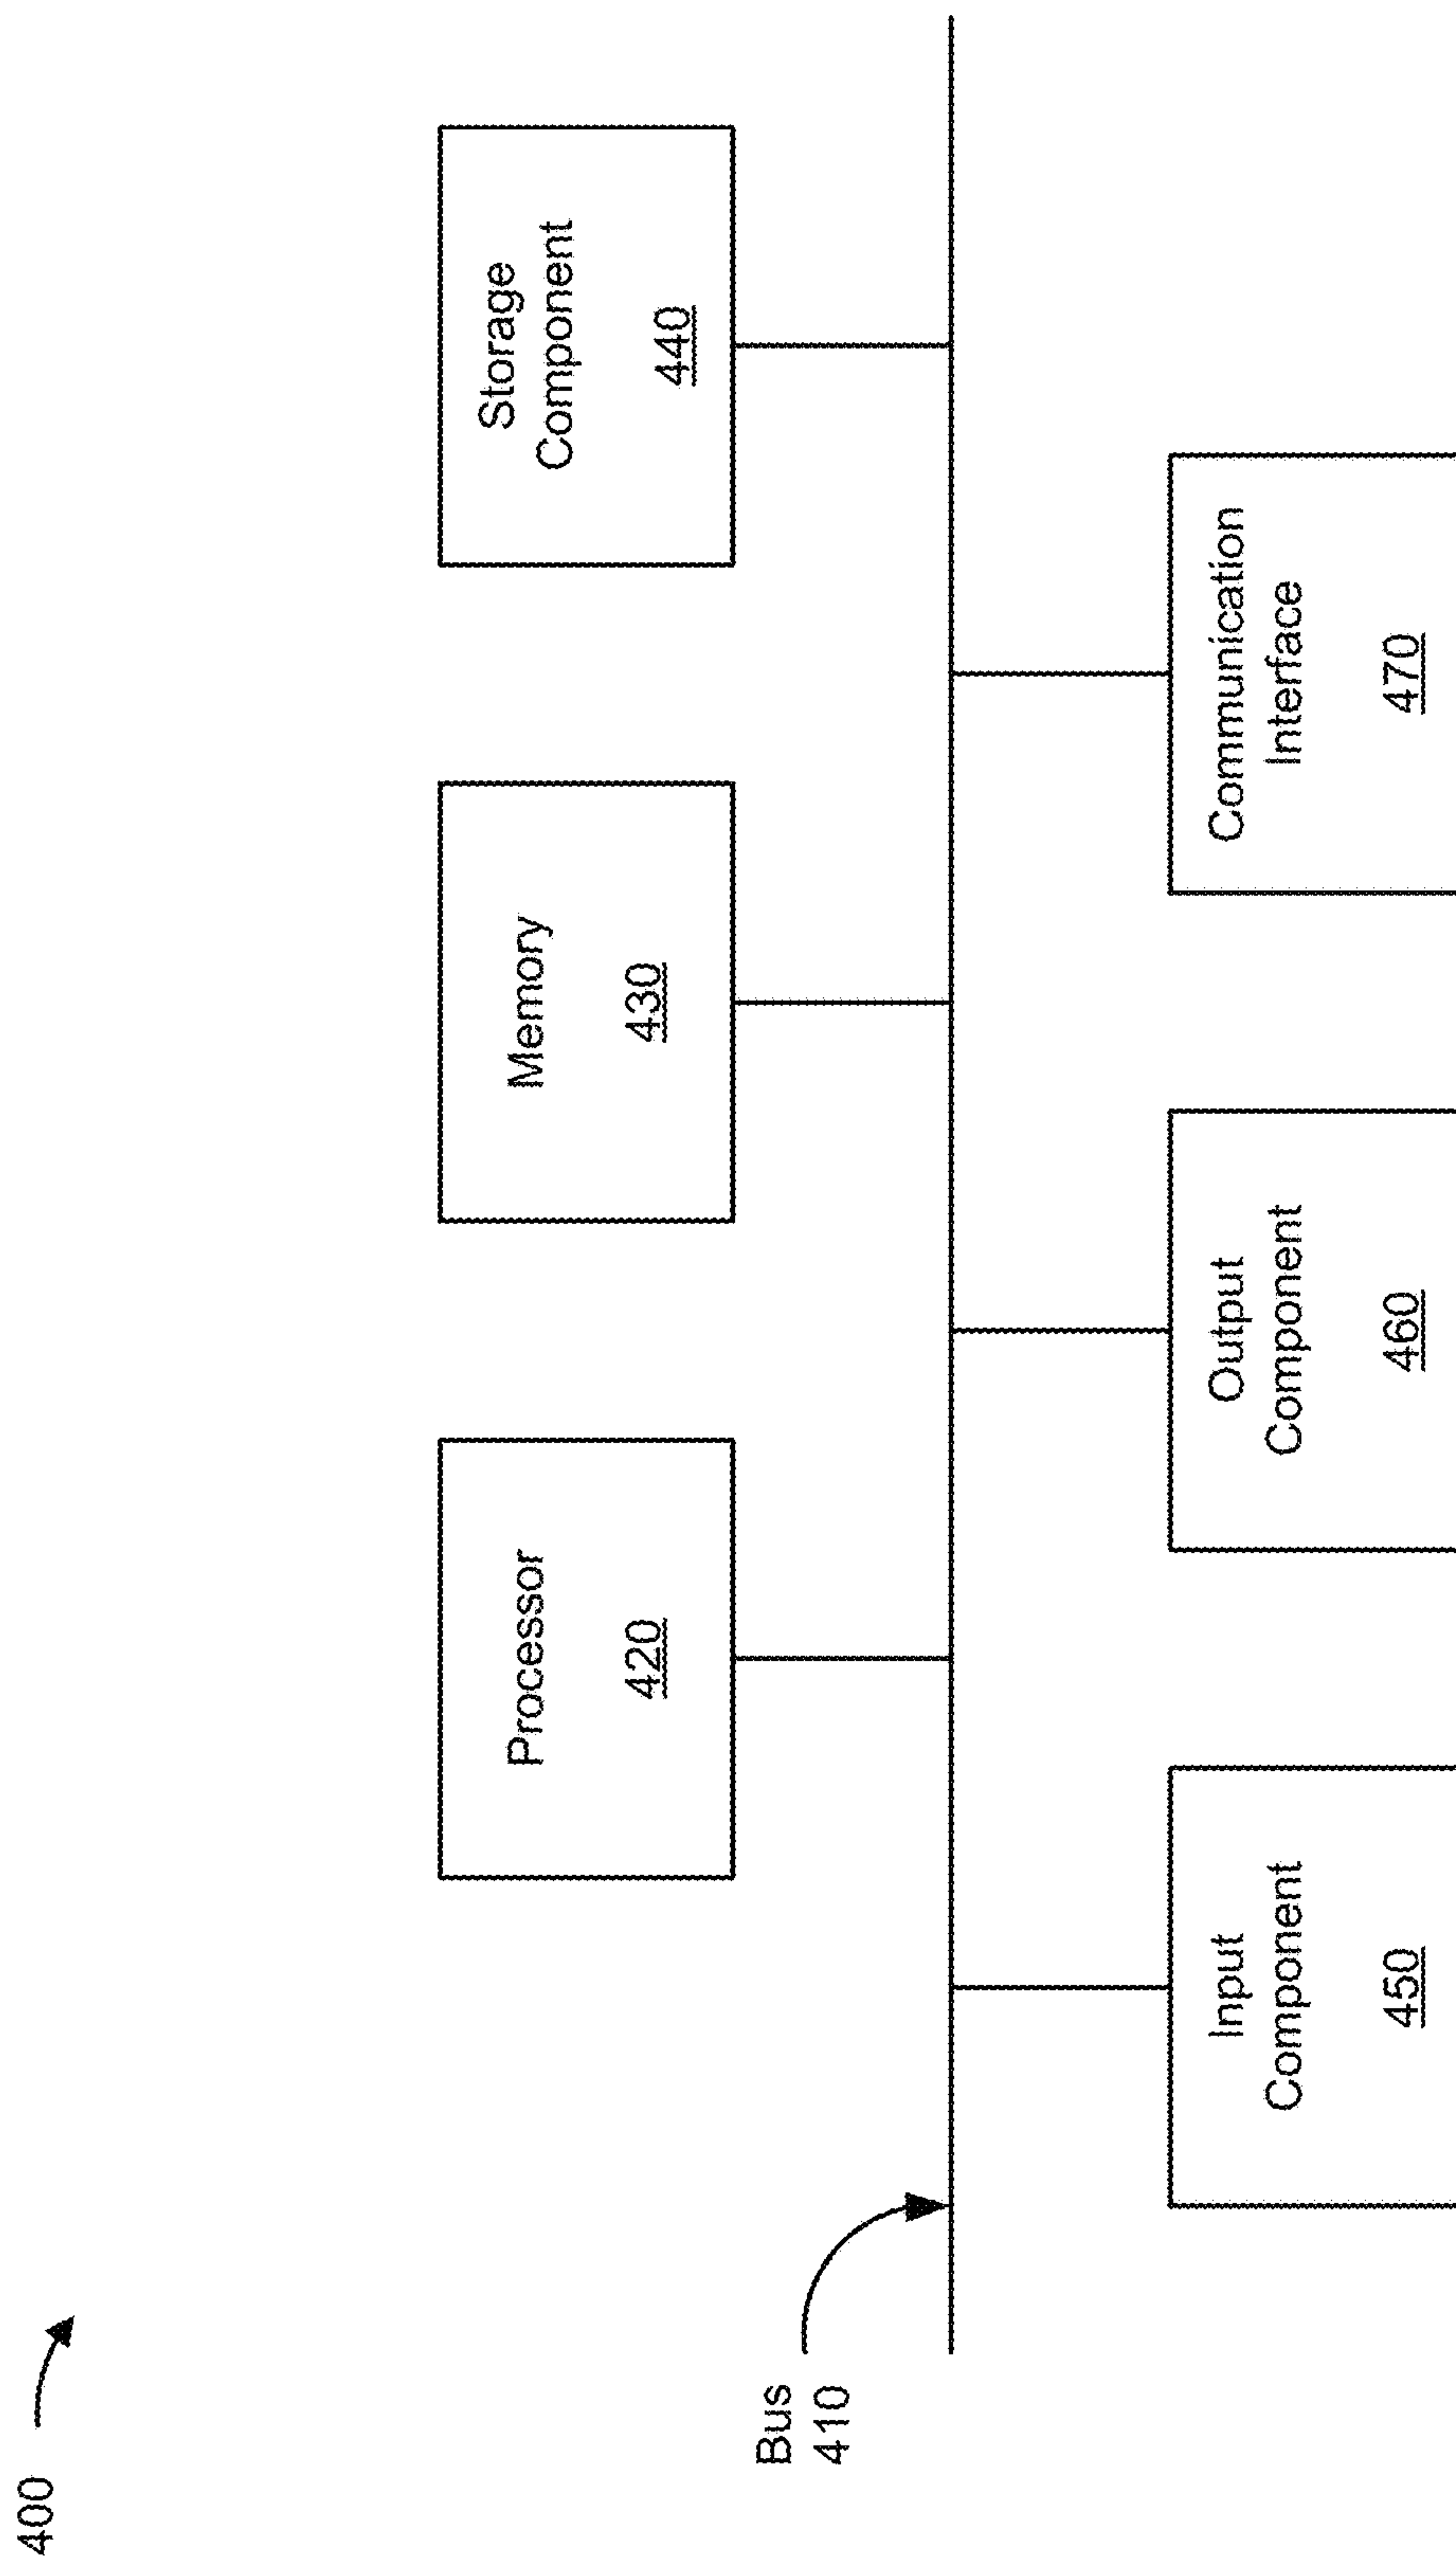 400
Processor
420
Memory
430
Storage
Component
440
Bus
410
Input
Component
450
Output
Component
460
Communication
Interface
470